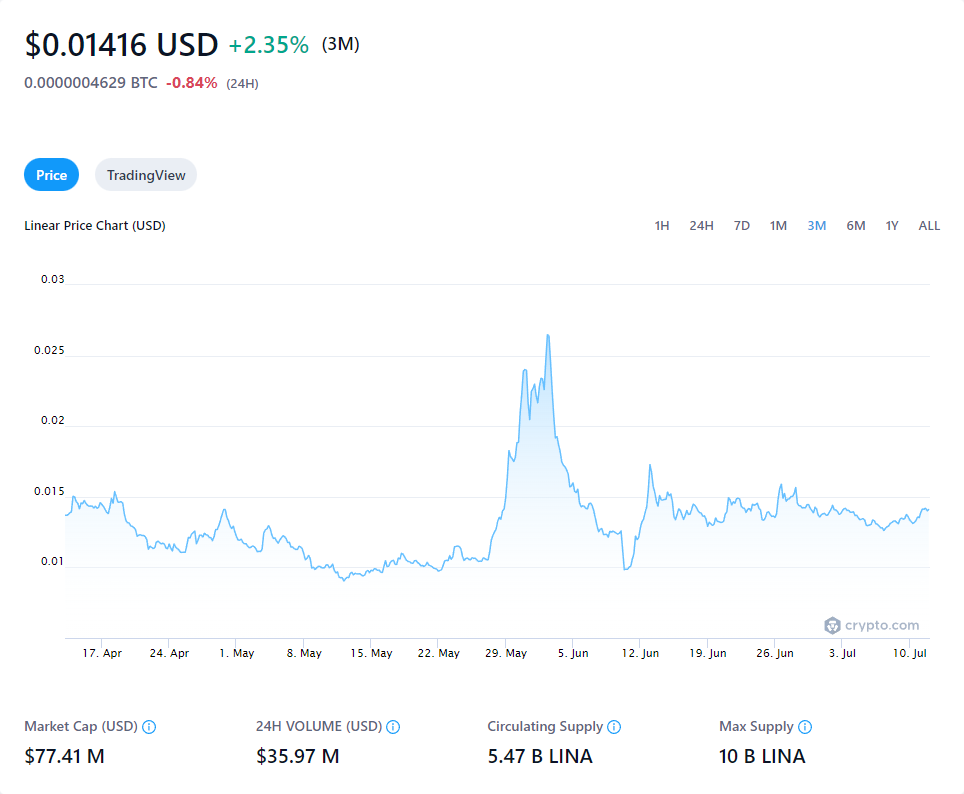 $0.01416 USD +2.35% (3M)
0.0000004629 BTC -0.84% (24H)
Price TradingView
Linear Price Chart (USD) 1H 24H 7D 1M 3M 6M 1Y ALL
0.03
0.025
0.02
0.015
0.01
crypto.com
17. Apr 24. Apr 1. May 8. May 15. May 22. May 29. May 5. Jun 12. Jun 19. Jun 26. Jun 3. Jul 10. Jul
Market Cap (USD) 24H VOLUME (USD) Circulating Supply Max Supply
$77.41 M $35.97 M 5.47 B LINA 10 B LINA